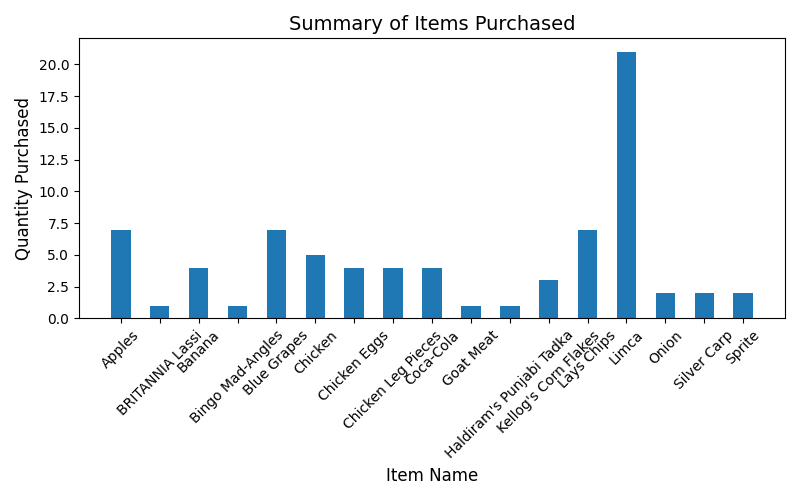 Summary of Items Purchased
Quantity Purchased
20.0
17.5
15.0
12.5
10.0
7.5
5.0
2.5
0.0
Apples
BRITANNIA Lassi
Banana
Bingo Mad-Angles
Blue Grapes
Chicken
Chicken Eggs
Chicken Leg Pieces
Coca-Cola
Goat Meat
Haldiram's Punjabi Tadka
Kellog's Corn Flakes
Lays Chips
Limca
Onion
Silver Carp
Sprite
Item Name